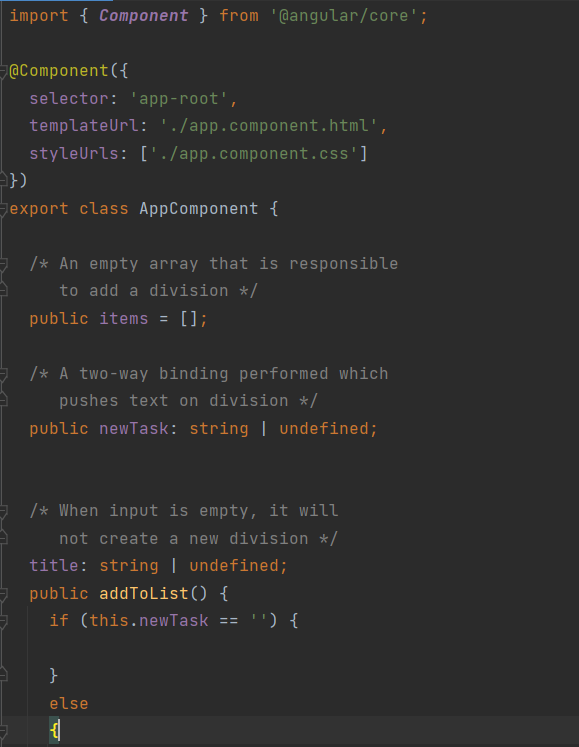 import { Component } from '@angular/core';
@Component({
selector: 'app-root',
templateUrl: './app.component.html',
styleUrls: ['./app.component.css']
})
export class AppComponent {
/* An empty array that is responsible
to add a division */
public items = [];
/* A two-way binding performed which
pushes text on division */
public newTask: string | undefined;
/* When input is empty, it will
not create a new division */
title: string | undefined;
public addToList() {
if (this.newTask == '') {
}
else
{